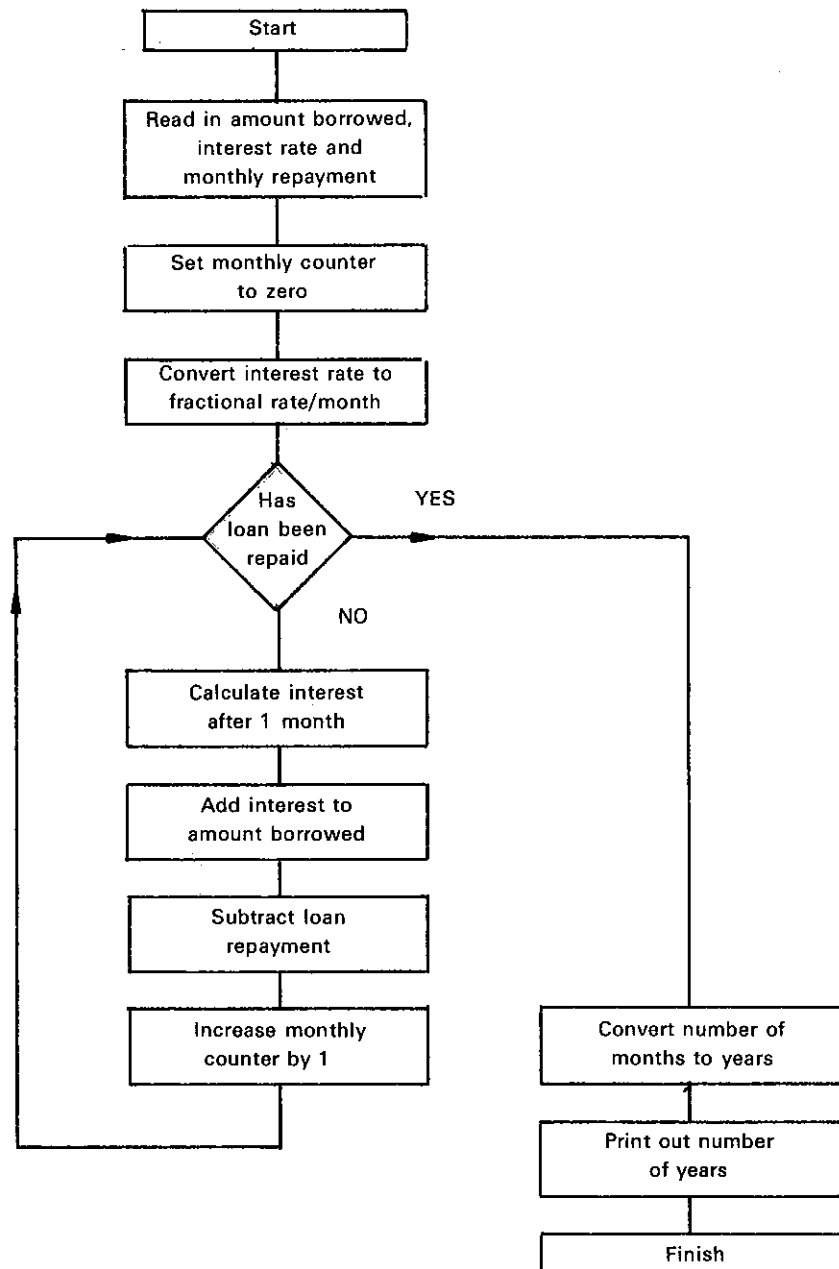 Start
Read in amount borrowed,
interest rate and
monthly repayment
Set monthly counter
to zero
Convert interest rate to
fractional rate/month
Has
loan been
repaid
YES
NO
Calculate interest
after 1 month
Add interest to
amount borrowed
Subtract loan
repayment
Increase monthly
counter by 1
Convert number of
months to years
Print out number
of years
Finish